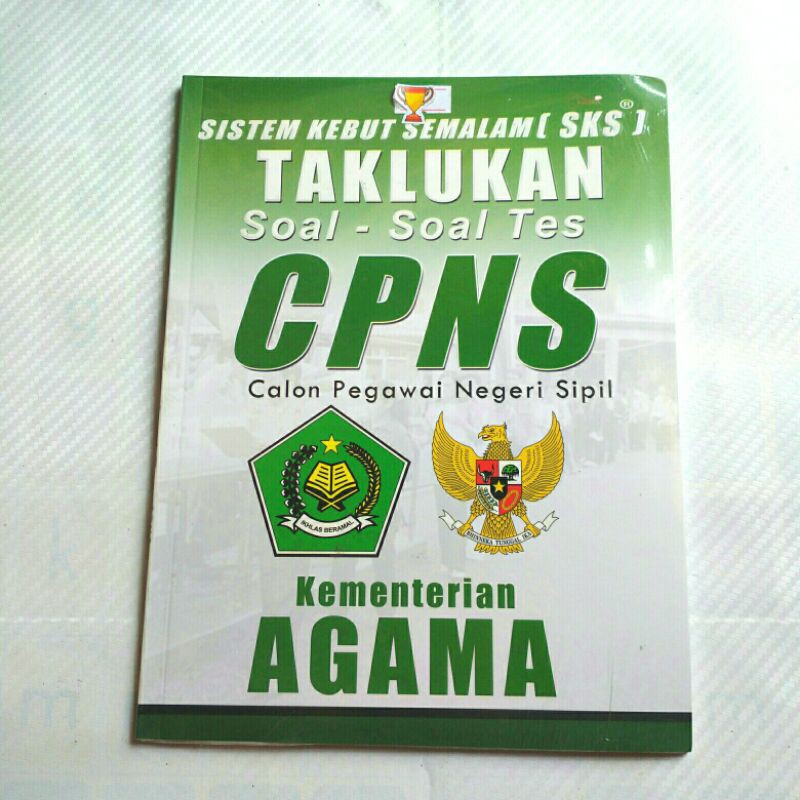 SISTEM KEBUT SEMALAM ( SKS ® )
TAKLUKAN
Soal - Soal Tes
CPNS
Calon Pegawai Negeri Sipil
IKHLAS BERAMAL
BHINNEKA TUNGGAL IKA
Kementerian
AGAMA